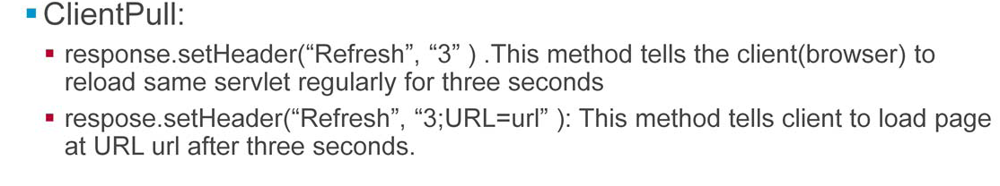 ClientPull:
response.setHeader(“Refresh”, “3” ) .This method tells the client(browser) to
reload same servlet regularly for three seconds
respose.setHeader(“Refresh”, “3;URL=url” ): This method tells client to load page
at URL url after three seconds.